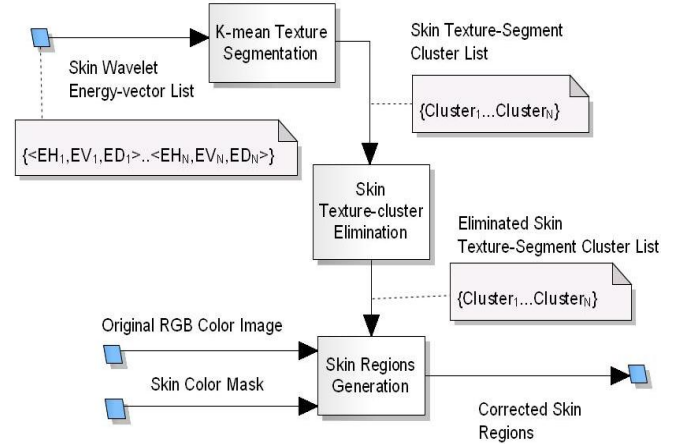 K-mean Texture
Segmentation
Skin Texture-Segment
Cluster List
Skin Wavelet
Energy-vector List
{Cluster₁...Clusterₙ}
{<EH₁,EV₁,ED₁>..<EHₙ,EVₙ,EDₙ>}
Skin
Texture-cluster
Elimination
Eliminated Skin
Texture-Segment Cluster List
{Cluster₁...Clusterₙ}
Original RGB Color Image
Skin Color Mask
Skin Regions
Generation
Corrected Skin
Regions